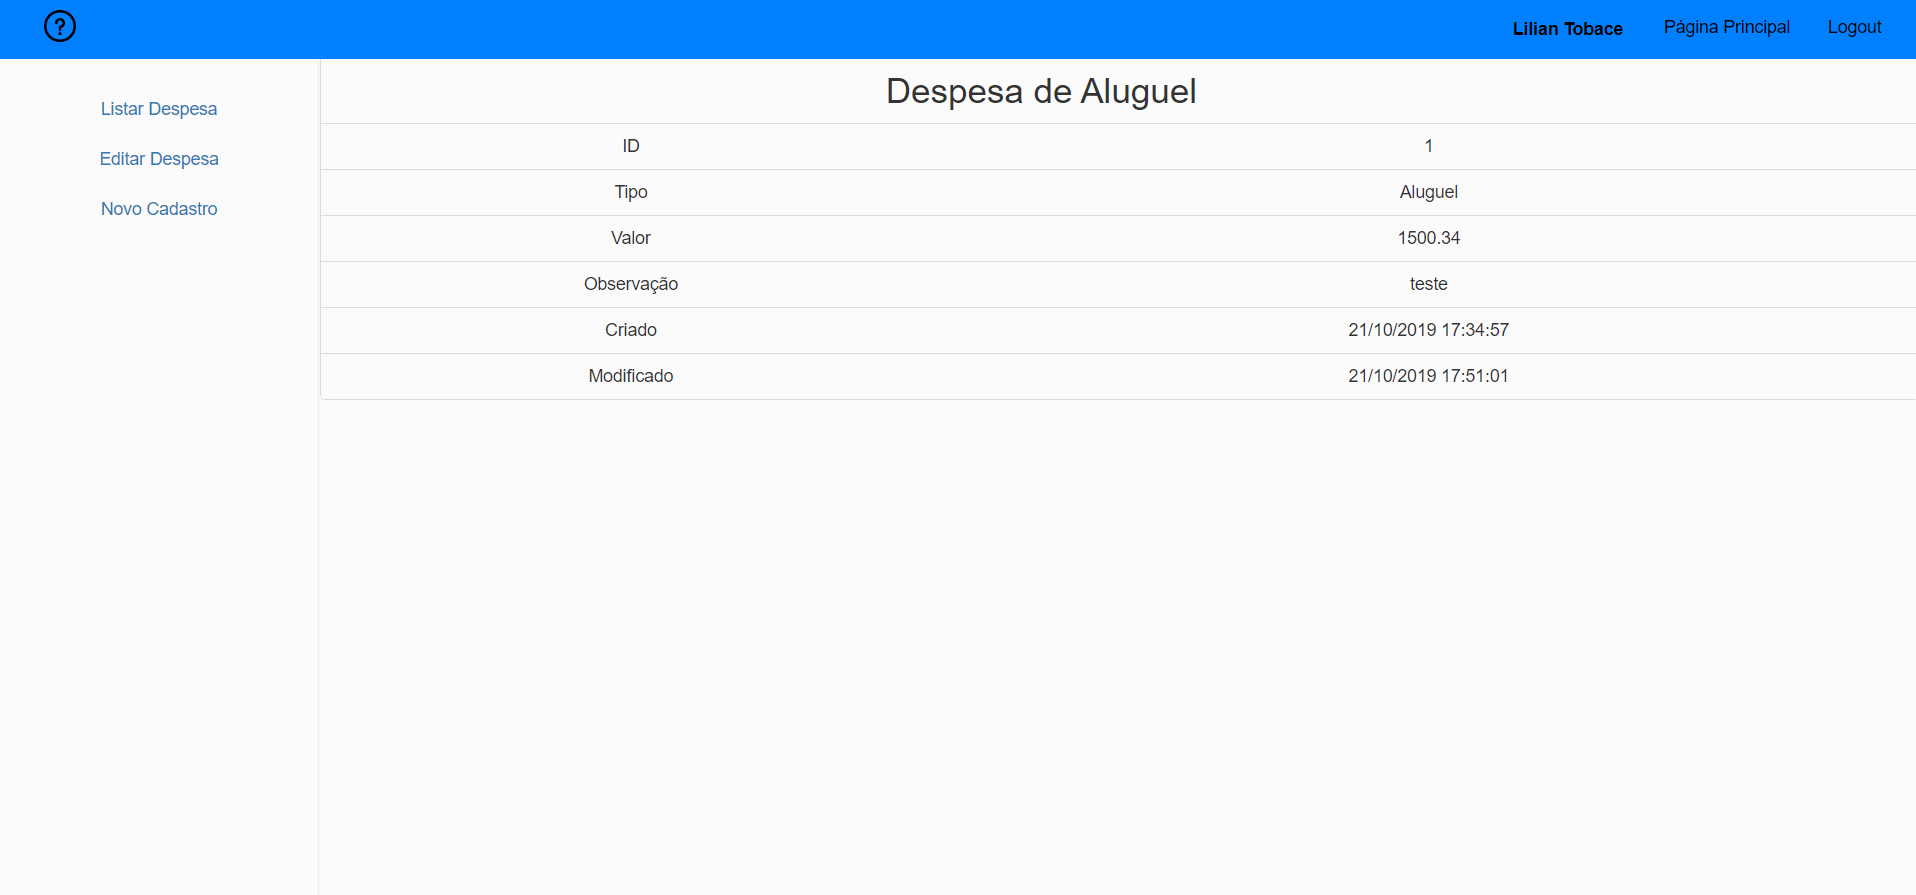 ? Lilian Tobace Página Principal Logout
Listar Despesa
Editar Despesa
Novo Cadastro
Despesa de Aluguel
ID 1
Tipo Aluguel
Valor 1500.34
Observação teste
Criado 21/10/2019 17:34:57
Modificado 21/10/2019 17:51:01